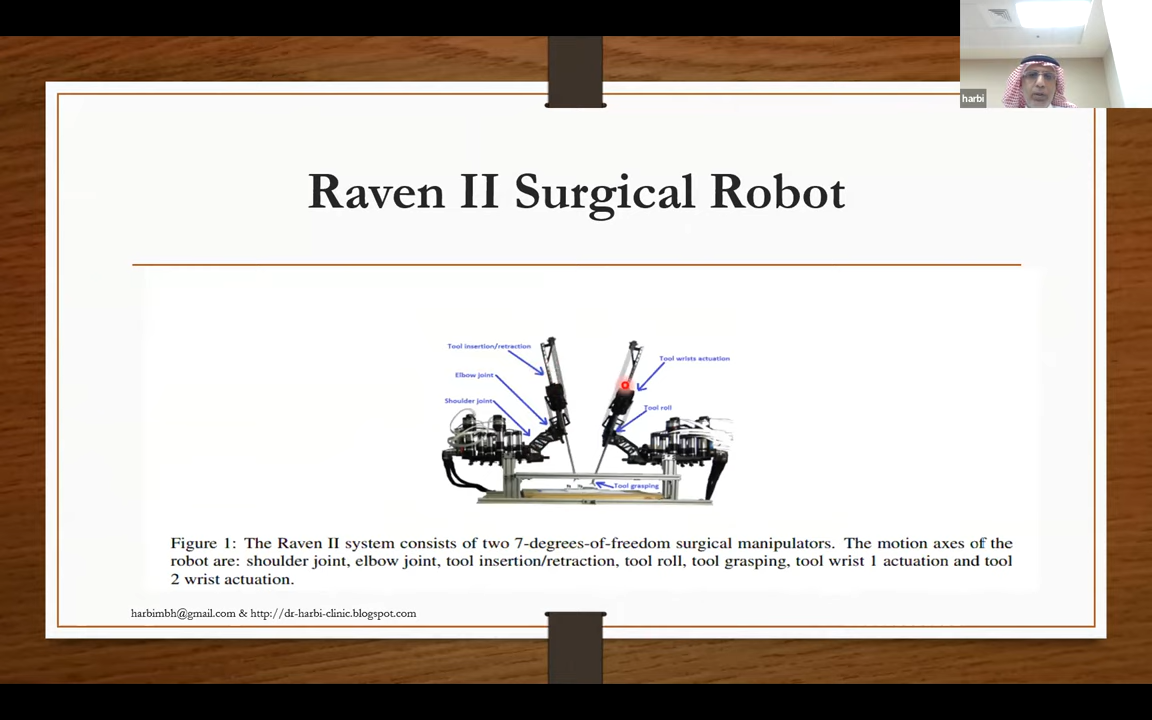 harbi
Raven II Surgical Robot
Tool insertion/retraction
Tool wrists actuation
Elbow joint
Shoulder joint
Tool roll
Tool grasping
Figure 1: The Raven II system consists of two 7-degrees-of-freedom surgical manipulators. The motion axes of the
robot are: shoulder joint, elbow joint, tool insertion/retraction, tool roll, tool grasping, tool wrist 1 actuation and tool
2 wrist actuation.
harbimbh@gmail.com & http://dr-harbi-clinic.blogspot.com